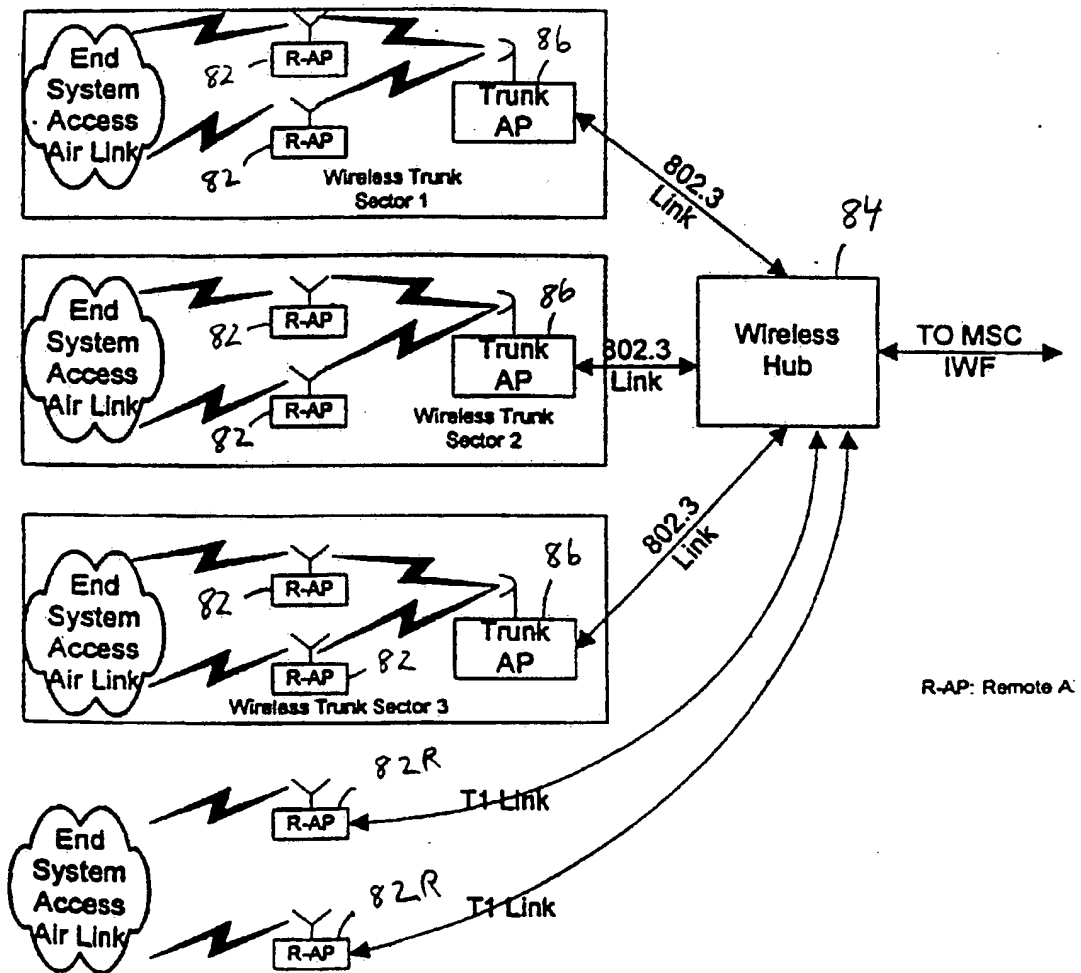 End
System
Access
Air Link
R-AP
82
R-AP
82
86
Trunk
AP
Wireless Trunk
Sector 1
802.3
Link
End
System
Access
Air Link
R-AP
82
R-AP
82
86
Trunk
AP
Wireless Trunk
Sector 2
802.3
Link
84
Wireless
Hub
TO MSC
IWF
End
System
Access
Air Link
R-AP
82
R-AP
82
86
Trunk
AP
Wireless Trunk Sector 3
802.3
Link
R-AP: Remote A
End
System
Access
Air Link
R-AP
82R
T1 Link
R-AP
82R
T1 Link